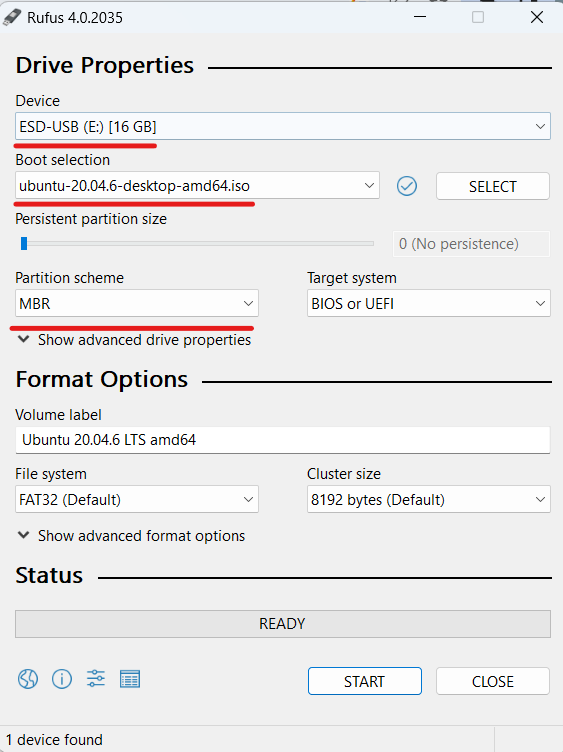 Rufus 4.0.2035
Drive Properties
Device
ESD-USB (E:) [16 GB]
Boot selection
ubuntu-20.04.6-desktop-amd64.iso
SELECT
Persistent partition size
0 (No persistence)
Partition scheme
Target system
MBR
BIOS or UEFI
Show advanced drive properties
Format Options
Volume label
Ubuntu 20.04.6 LTS amd64
File system
Cluster size
FAT32 (Default)
8192 bytes (Default)
Show advanced format options
Status
READY
START
CLOSE
1 device found